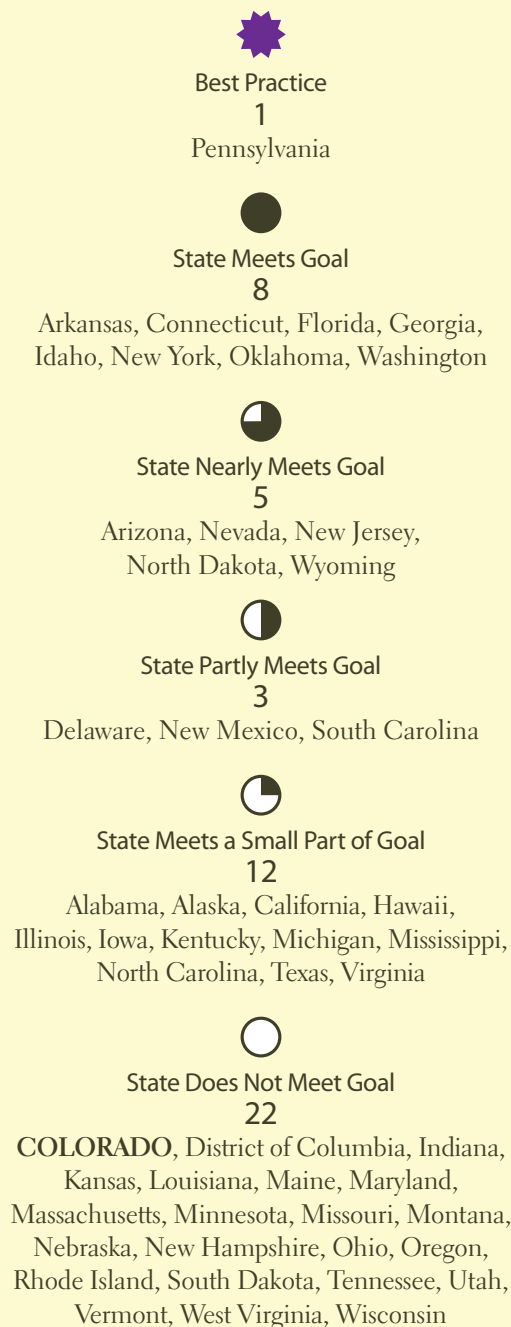 Best Practice
1
Pennsylvania
State Meets Goal
8
Arkansas, Connecticut, Florida, Georgia,
Idaho, New York, Oklahoma, Washington
State Nearly Meets Goal
5
Arizona, Nevada, New Jersey,
North Dakota, Wyoming
State Partly Meets Goal
3
Delaware, New Mexico, South Carolina
State Meets a Small Part of Goal
12
Alabama, Alaska, California, Hawaii,
Illinois, Iowa, Kentucky, Michigan, Mississippi,
North Carolina, Texas, Virginia
State Does Not Meet Goal
22
COLORADO, District of Columbia, Indiana,
Kansas, Louisiana, Maine, Maryland,
Massachusetts, Minnesota, Missouri, Montana,
Nebraska, New Hampshire, Ohio, Oregon,
Rhode Island, South Dakota, Tennessee, Utah,
Vermont, West Virginia, Wisconsin